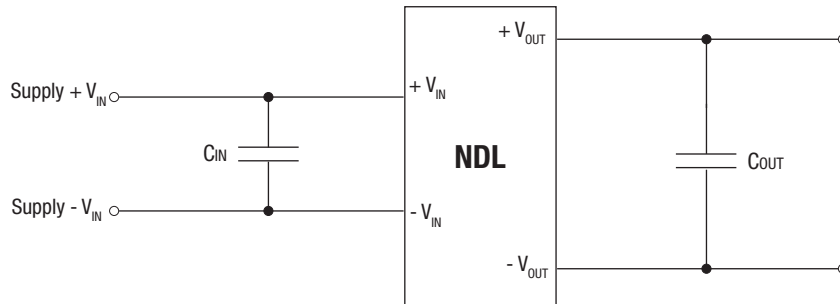 + VOUT
Supply + VIN
+ VIN
CIN
NDL
COUT
Supply - VIN
- VIN
- VOUT